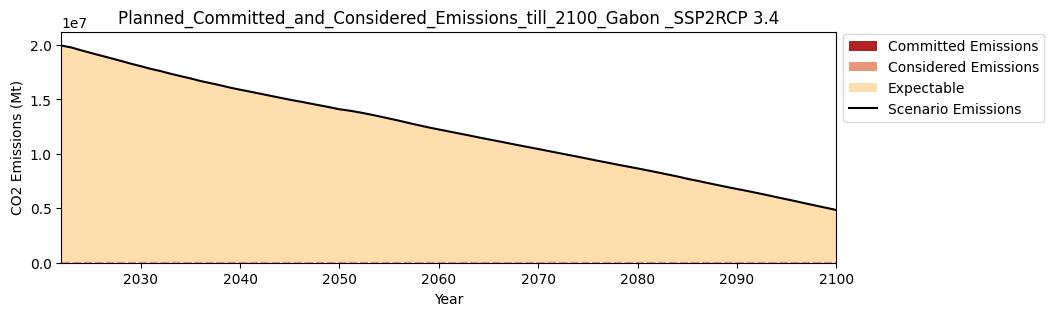 Planned_Committed_and_Considered_Emissions_till_2100_Gabon _SSP2RCP 3.4
1e7
2.0
1.5
1.0
0.5
0.0
CO2 Emissions (Mt)
2030 2040 2050 2060 2070 2080 2090 2100
Year
Committed Emissions
Considered Emissions
Expectable
Scenario Emissions